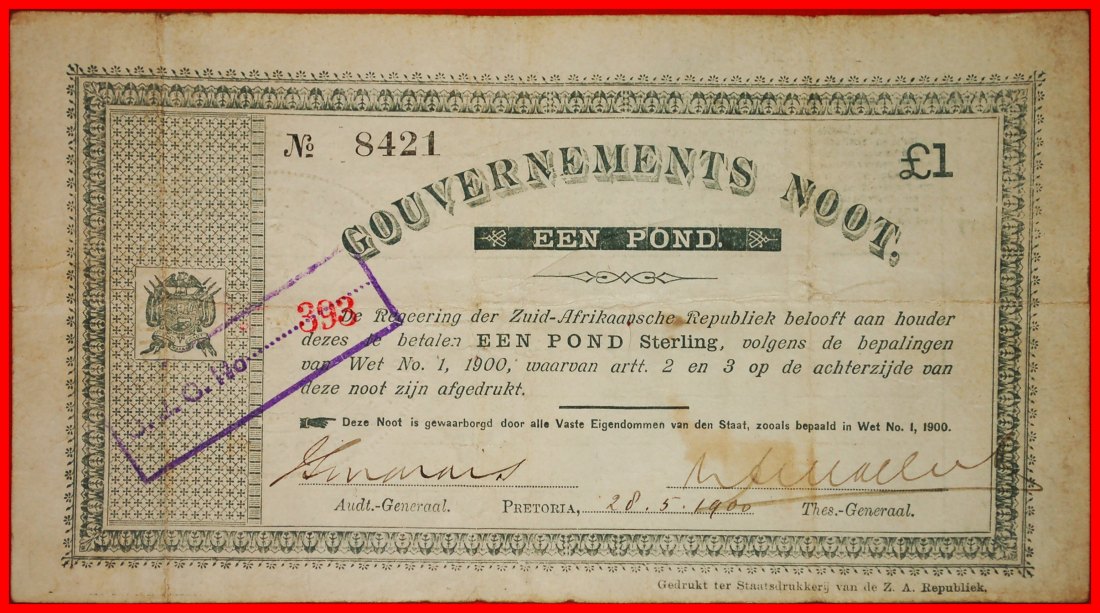 № 8421
£1
GOUVERNEMENTS NOOT,
EEN POND.
De Regeering der Zuid-Afrikaansche Republiek belooft aan houder
dezes te betalen EEN POND Sterling, volgens de bepalingen
van Wet No. 1, 1900, waarvan artt. 2 en 3 op de achterzijde van
deze noot zijn afgedrukt.
Deze Noot is gewaarborgd door alle Vaste Eigendommen van den Staat, zooals bepaald in Wet No. 1, 1900.
Audt.-Generaal. PRETORIA, 28.5.1900 Thes.-Generaal.
Gedrukt ter Staatsdrukkerij van de Z. A. Republiek.
No 393